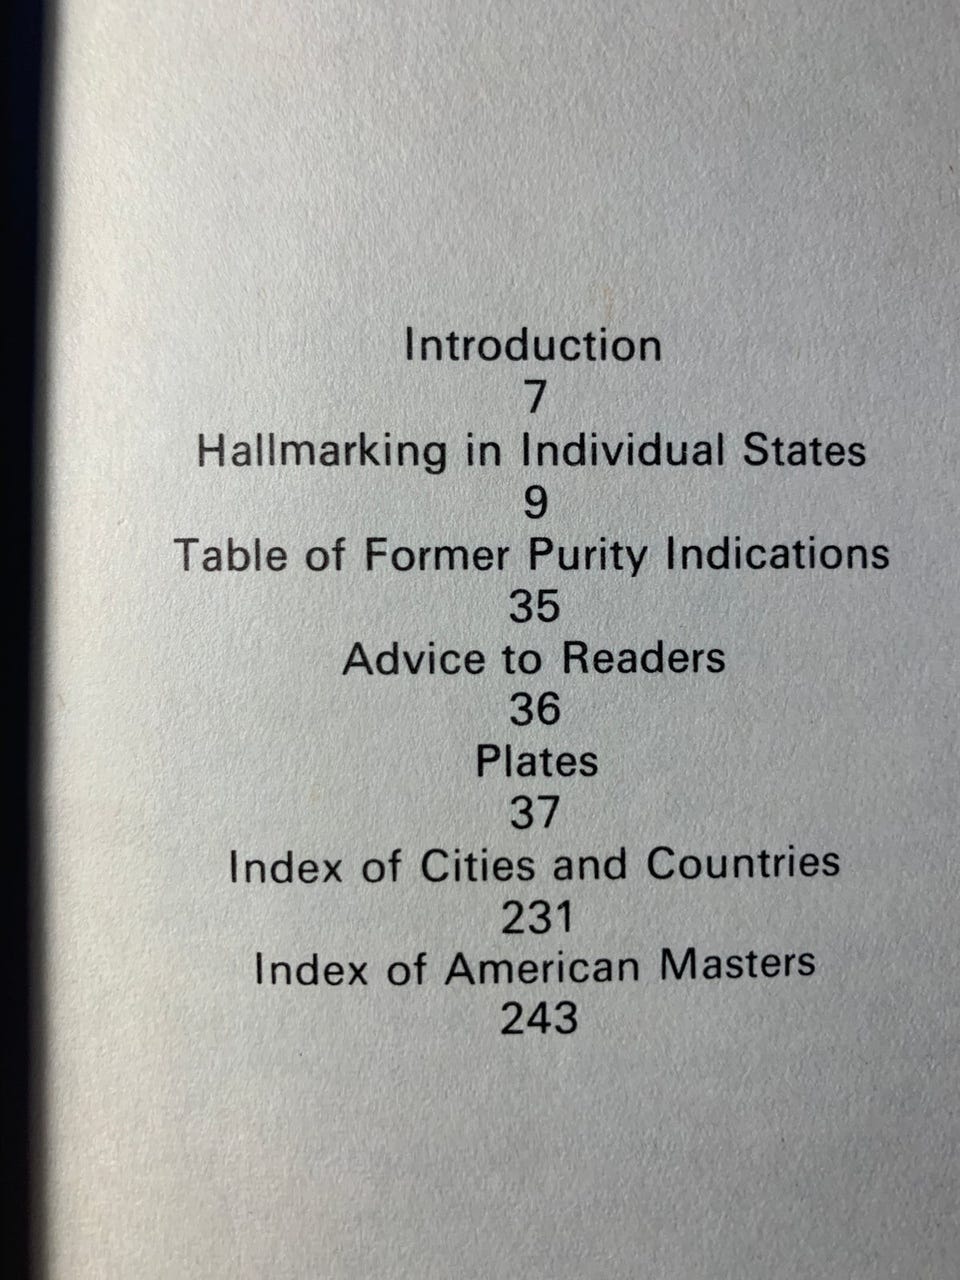 Introduction
7
Hallmarking in Individual States
9
Table of Former Purity Indications
35
Advice to Readers
36
Plates
37
Index of Cities and Countries
231
Index of American Masters
243